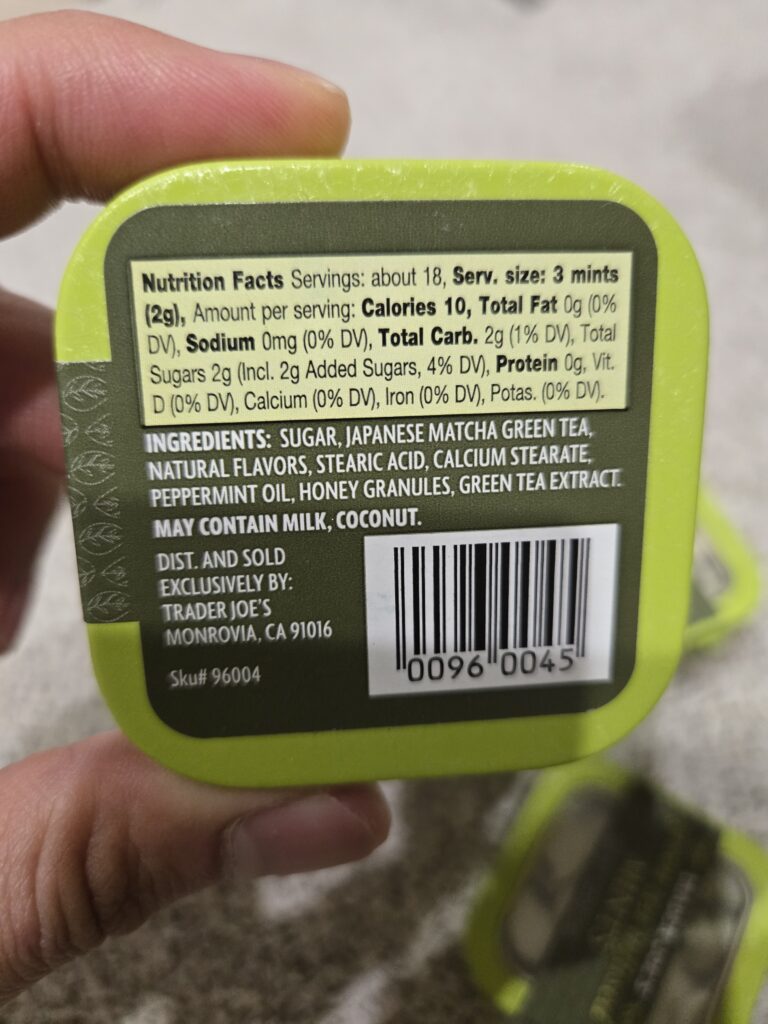 Nutrition Facts Servings: about 18, Serv. size: 3 mints
(2g), Amount per serving: Calories 10, Total Fat 0g (0%
DV), Sodium 0mg (0% DV), Total Carb. 2g (1% DV), Total
Sugars 2g (Incl. 2g Added Sugars, 4% DV), Protein 0g, Vit.
D (0% DV), Calcium (0% DV), Iron (0% DV), Potas. (0% DV).
INGREDIENTS: SUGAR, JAPANESE MATCHA GREEN TEA,
NATURAL FLAVORS, STEARIC ACID, CALCIUM STEARATE,
PEPPERMINT OIL, HONEY GRANULES, GREEN TEA EXTRACT.
MAY CONTAIN MILK, COCONUT.
DIST. AND SOLD
EXCLUSIVELY BY:
TRADER JOE'S
MONROVIA, CA 91016
Sku# 96004
0096 0045